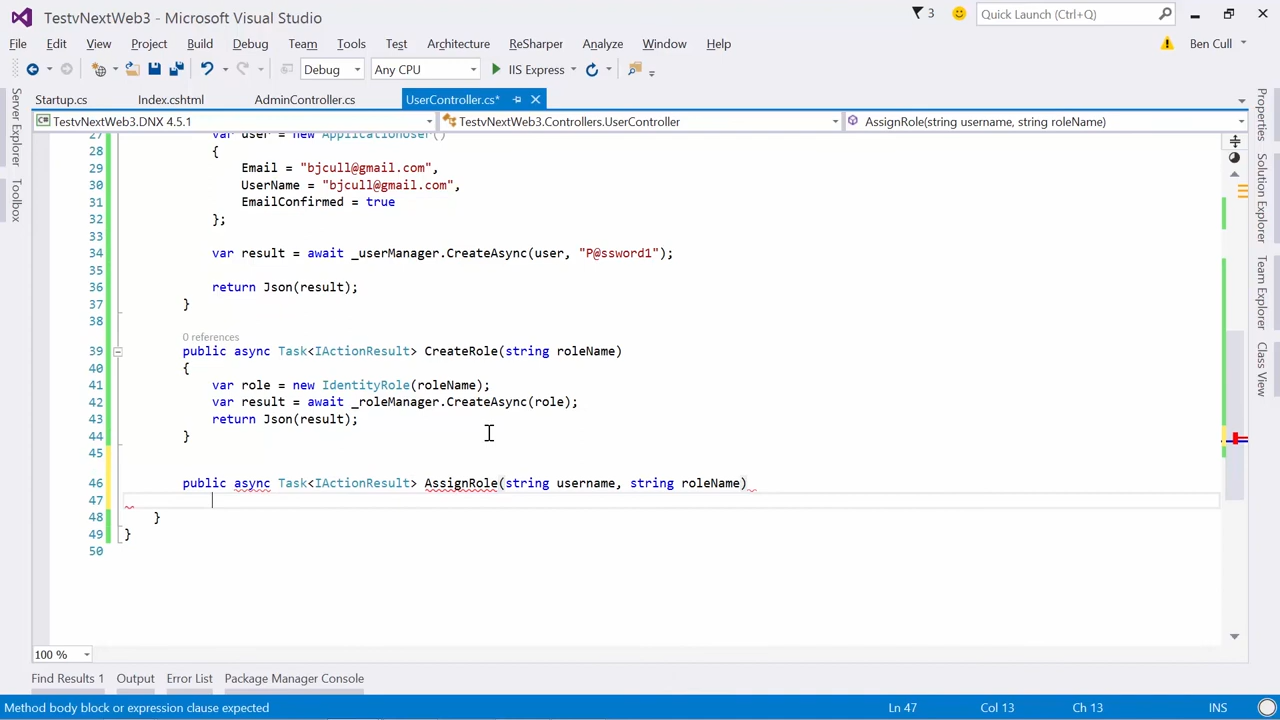 TestvNextWeb3 - Microsoft Visual Studio
3
Quick Launch (Ctrl+Q)
File Edit View Project Build Debug Team Tools Test Architecture ReSharper Analyze Window Help
Ben Cull
Debug Any CPU IIS Express
Startup.cs Index.cshtml AdminController.cs UserController.cs*
TestvNextWeb3.DNX 4.5.1 TestvNextWeb3.Controllers.UserController AssignRole(string username, string roleName)
Server Explorer
Toolbox
Properties
Solution Explorer
Team Explorer
Class View
27 var user = new ApplicationUser()
28 {
29 Email = "bjcull@gmail.com",
30 UserName = "bjcull@gmail.com",
31 EmailConfirmed = true
32 };
33
34 var result = await _userManager.CreateAsync(user, "P@ssword1");
35
36 return Json(result);
37 }
38
0 references
39 public async Task<IActionResult> CreateRole(string roleName)
40 {
41 var role = new IdentityRole(roleName);
42 var result = await _roleManager.CreateAsync(role);
43 return Json(result);
44 }
45
46 public async Task<IActionResult> AssignRole(string username, string roleName)
47
48 }
49 }
50
100 %
Find Results 1 Output Error List Package Manager Console
Method body block or expression clause expected Ln 47 Col 13 Ch 13 INS